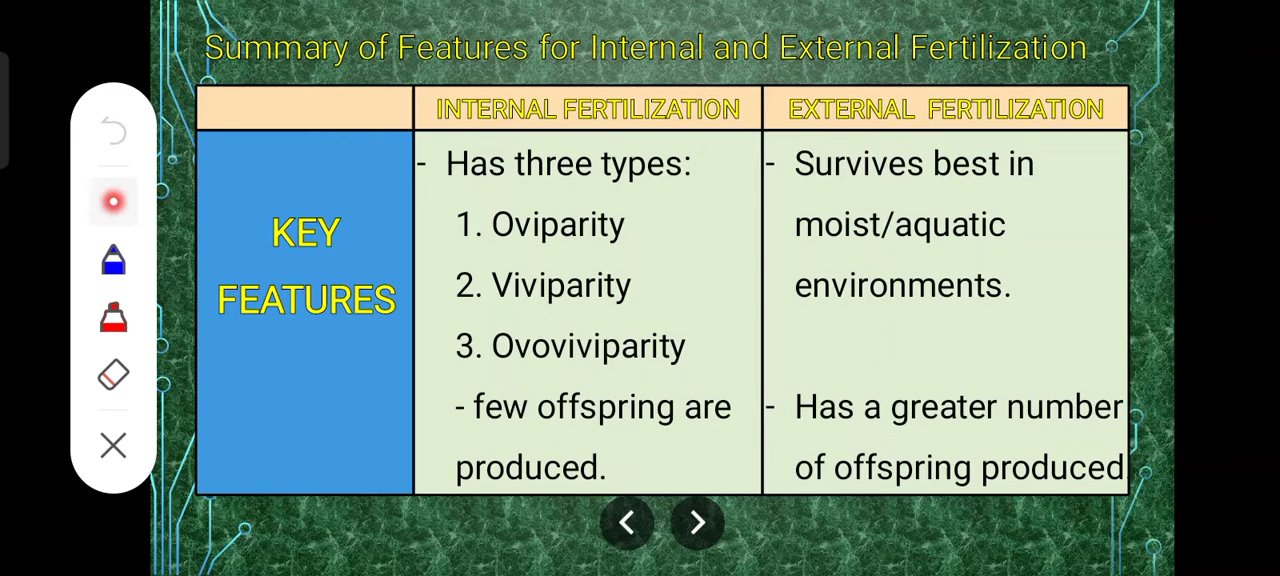 Summary of Features for Internal and External Fertilization
INTERNAL FERTILIZATION
EXTERNAL FERTILIZATION
KEY
FEATURES
- Has three types:
1. Oviparity
2. Viviparity
3. Ovoviviparity
- few offspring are
produced.
- Survives best in
moist/aquatic
environments.
- Has a greater number
of offspring produced